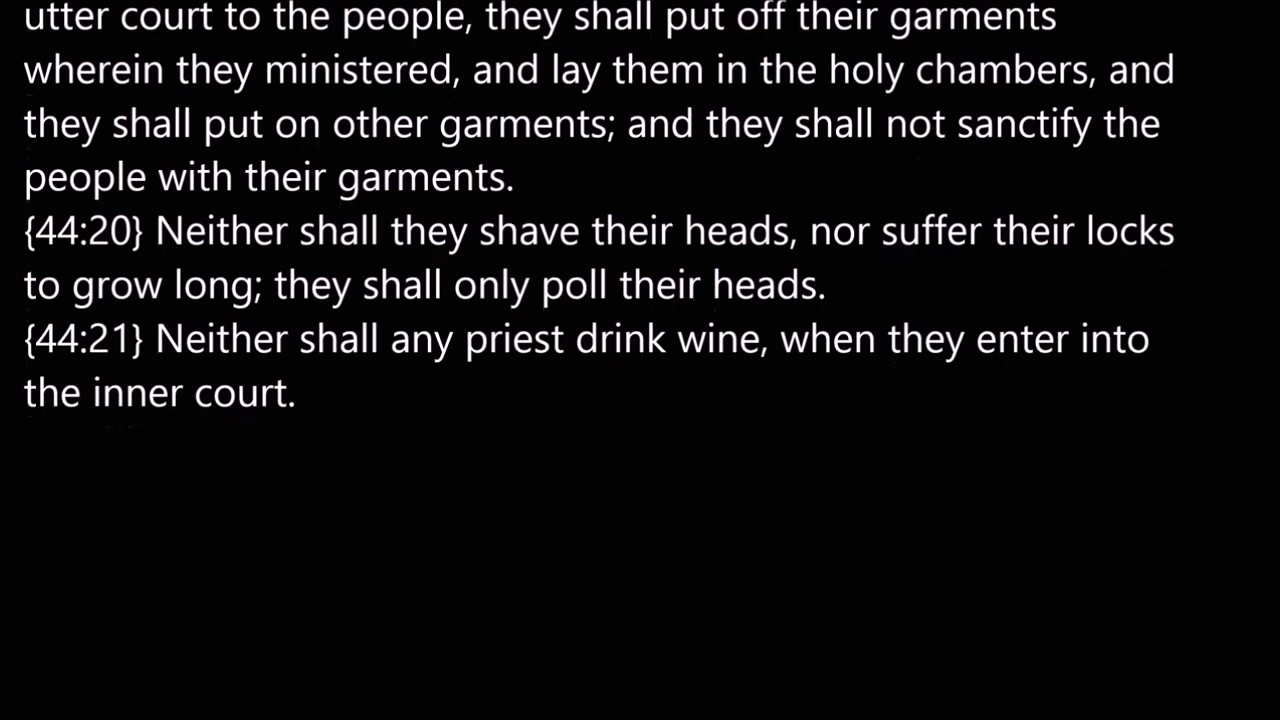 utter court to the people, they shall put off their garments
wherein they ministered, and lay them in the holy chambers, and
they shall put on other garments; and they shall not sanctify the
people with their garments.
{44:20} Neither shall they shave their heads, nor suffer their locks
to grow long; they shall only poll their heads.
{44:21} Neither shall any priest drink wine, when they enter into
the inner court.